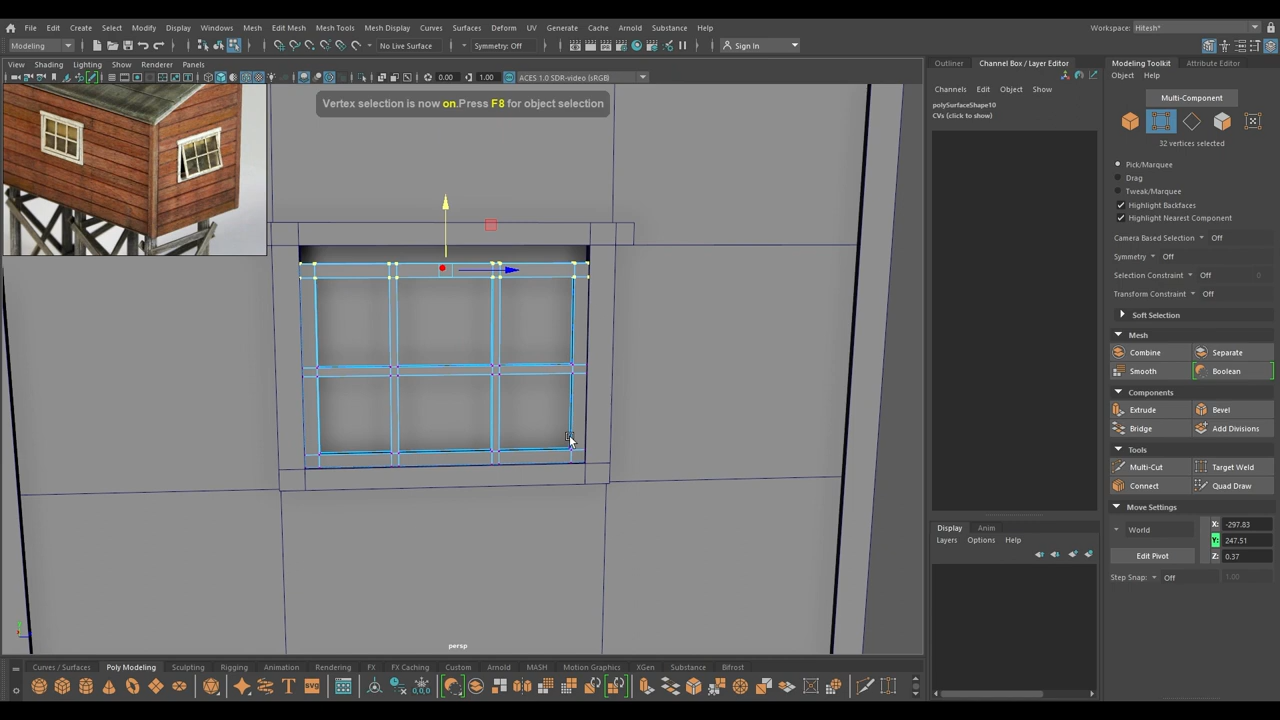 File Edit Create Select Modify Display Windows Mesh Edit Mesh Mesh Tools Mesh Display Curves Surfaces Deform UV Generate Cache Arnold Substance Help
Workspace: Hitesh*
Modeling
No Live Surface
Symmetry: Off
Sign In
View Shading Lighting Show Renderer Panels
0.00
1.00
ACES 1.0 SDR-video (sRGB)
Vertex selection is now on.Press F8 for object selection
persp
Outliner
Channel Box / Layer Editor
Channels Edit Object Show
polySurfaceShape10
CVs (click to show)
Display Anim
Layers Options Help
Modeling Toolkit
Attribute Editor
Object Help
Multi-Component
32 vertices selected
Pick/Marquee
Drag
Tweak/Marquee
Highlight Backfaces
Highlight Nearest Component
Camera Based Selection Off
Symmetry Off
Selection Constraint Off
0
Transform Constraint Off
Soft Selection
Mesh
Combine Separate
Smooth Boolean
Components
Extrude Bevel
Bridge Add Divisions
Tools
Multi-Cut Target Weld
Connect Quad Draw
Move Settings
World
X: -297.83
Y: 247.51
Edit Pivot
Z: 0.37
Step Snap: Off 1.00
Curves / Surfaces Poly Modeling Sculpting Rigging Animation Rendering FX FX Caching Custom Arnold MASH Motion Graphics XGen Substance Bifrost